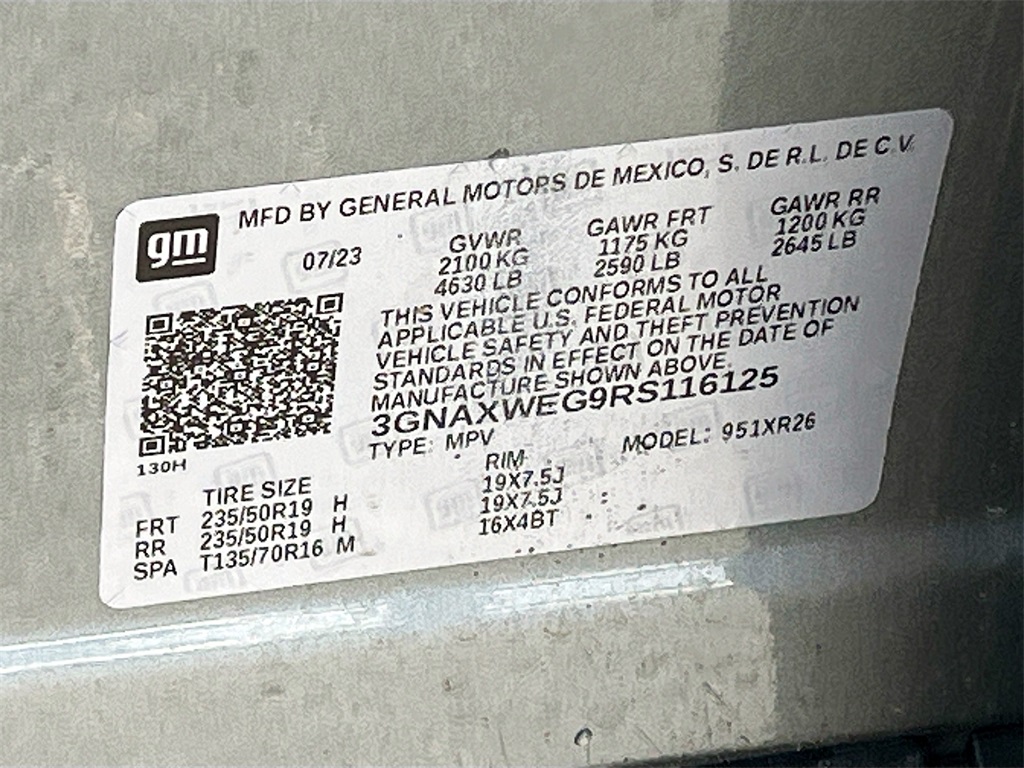 gm
MFD BY GENERAL MOTORS DE MEXICO, S. DE R.L. DE C.V.
07/23
GVWR
2100 KG
4630 LB
GAWR FRT
1175 KG
2590 LB
GAWR RR
1200 KG
2645 LB
THIS VEHICLE CONFORMS TO ALL
APPLICABLE U.S. FEDERAL MOTOR
VEHICLE SAFETY AND THEFT PREVENTION
STANDARDS IN EFFECT ON THE DATE OF
MANUFACTURE SHOWN ABOVE.
3GNAXWEG9RS116125
TYPE: MPV MODEL: 951XR26
130H
TIRE SIZE RIM
FRT 235/50R19 H 19X7.5J
RR 235/50R19 H 19X7.5J
SPA T135/70R16 M 16X4BT